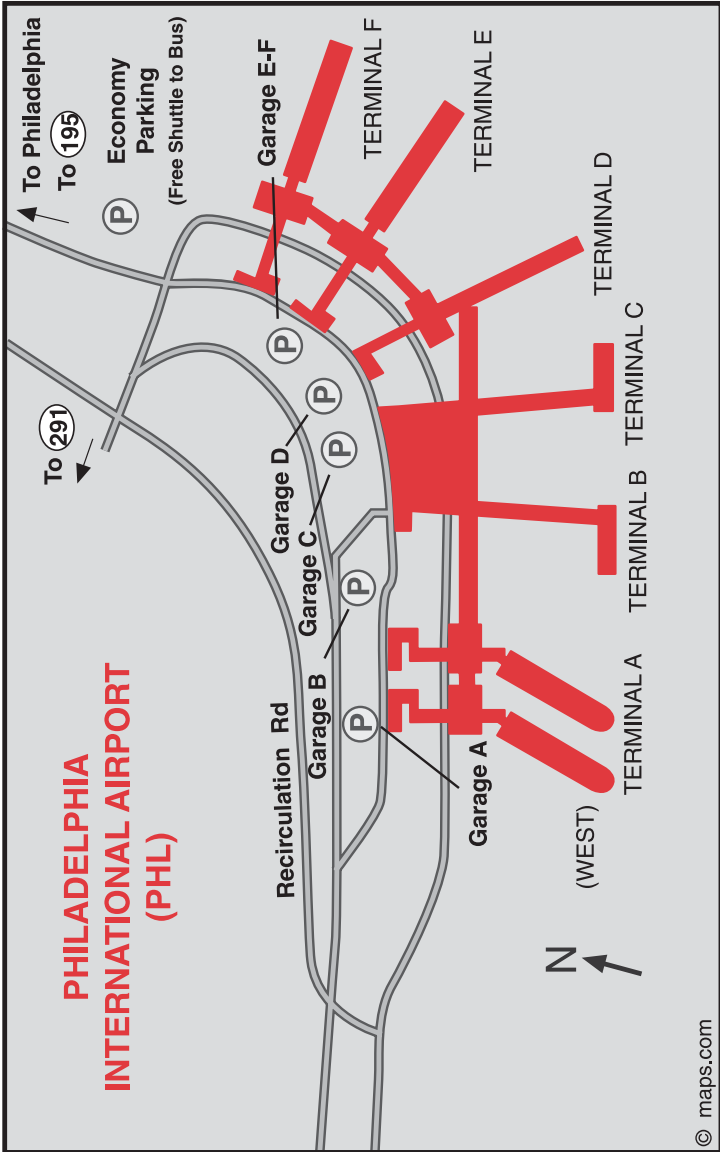 PHILADELPHIA
INTERNATIONAL AIRPORT
(PHL)
To Philadelphia
To 195
Economy
Parking
(Free Shuttle to Bus)
P
To 291
Garage E-F
P
Garage D
P
Garage C
P
Garage B
P
Garage A
P
Recirculation Rd
TERMINAL F
TERMINAL E
TERMINAL D
TERMINAL C
TERMINAL B
TERMINAL A
(WEST)
N
© maps.com